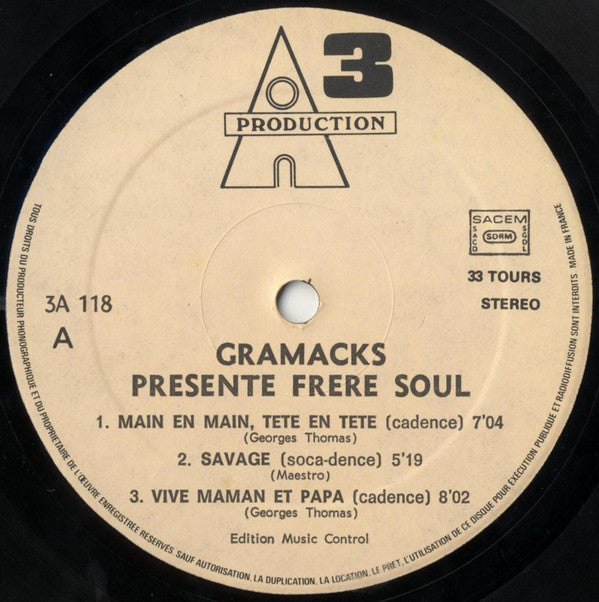 3
PRODUCTION
SACEM
SACD
SDRM
SGDL
33 TOURS
STEREO
3A 118
A
GRAMACKS
PRESENTE FRERE SOUL
1. MAIN EN MAIN, TETE EN TETE (cadence) 7'04
(Georges Thomas)
2. SAVAGE (soca-dence) 5'19
(Maestro)
3. VIVE MAMAN ET PAPA (cadence) 8'02
(Georges Thomas)
Edition Music Control
TOUS DROITS DU PRODUCTEUR PHONOGRAPHIQUE ET DU PROPRIETAIRE DE L'ŒUVRE ENREGISTREE RESERVES SAUF AUTORISATION, LA DUPLICATION, LA LOCATION, LE PRET, L'UTILISATION DE CE DISQUE POUR EXECUTION PUBLIQUE ET RADIODIFFUSION SONT INTERDITS MADE IN FRANCE